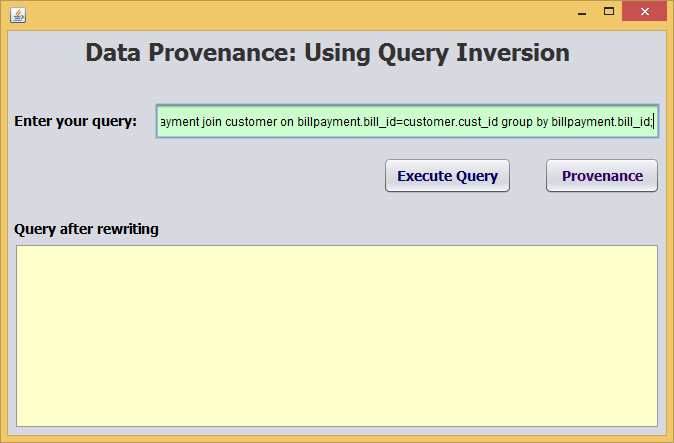 Data Provenance: Using Query Inversion
Enter your query:
ayment join customer on billpayment.bill_id=customer.cust_id group by billpayment.bill_id;
Execute Query
Provenance
Query after rewriting